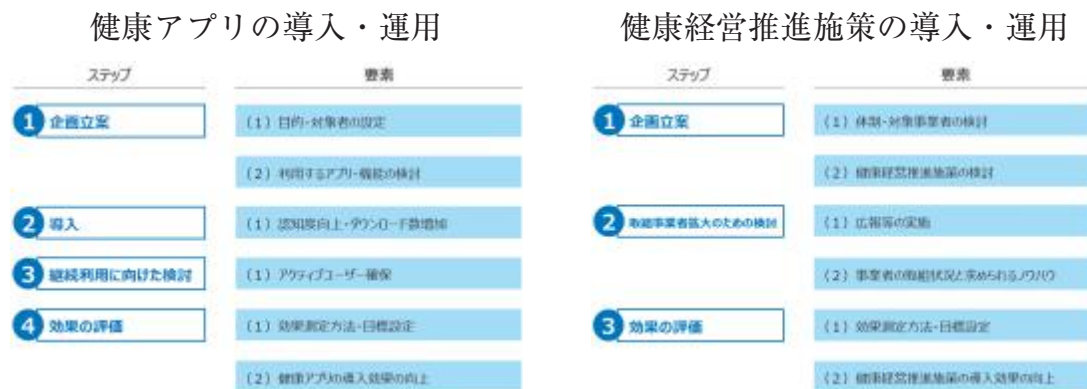 健康アプリの導入・運用
ステップ
要素
1 企画立案
(1) 目的・対象者の設定
(2) 利用するアプリ・機能の検討
2 導入
(1) 認知度向上・ダウンロード数増加
3 継続利用に向けた検討
(1) アクティブユーザー確保
4 効果の評価
(1) 効果測定方法・目標設定
(2) 健康アプリの導入効果の向上
健康経営推進施策の導入・運用
ステップ
要素
1 企画立案
(1) 体制・対象事業者の検討
(2) 健康経営推進施策の検討
2 取組事業者拡大のための検討
(1) 広報等の実施
(2) 事業者の取組状況と求められるノウハウ
3 効果の評価
(1) 効果測定方法・目標設定
(2) 健康経営推進施策の導入効果の向上